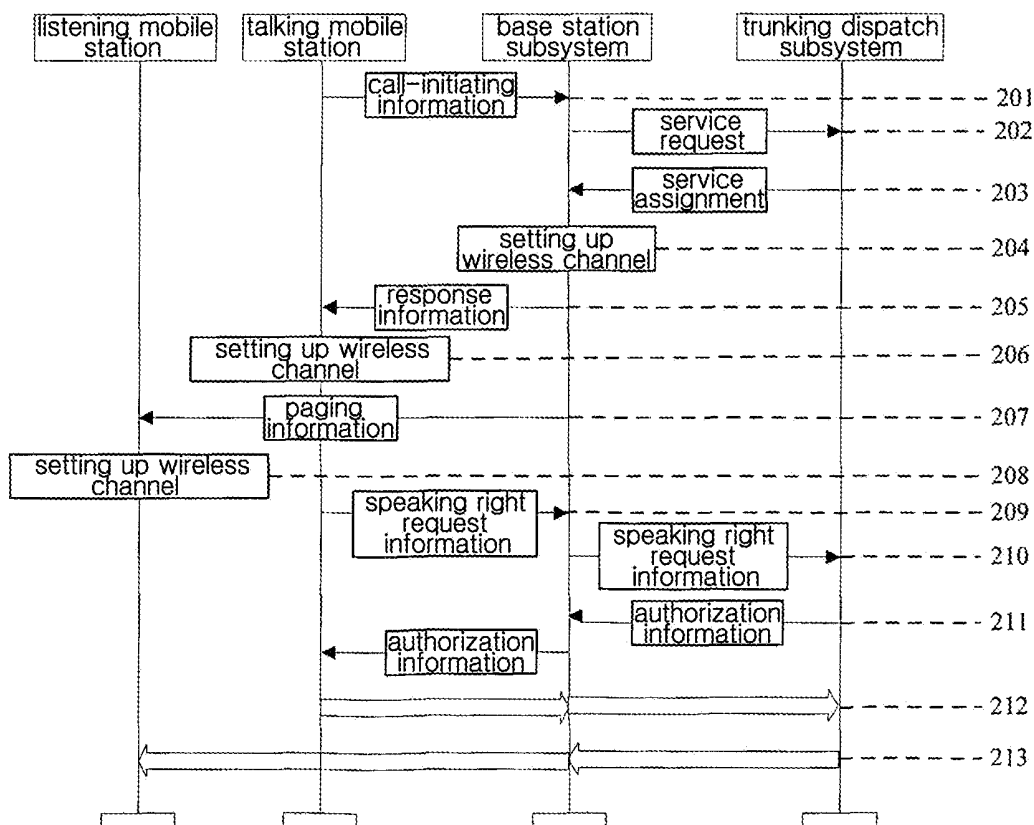 listening mobile
station
talking mobile
station
base station
subsystem
trunking dispatch
subsystem
call-initiating
information
201
service
request
202
service
assignment
203
setting up
wireless channel
204
response
information
205
setting up wireless
channel
206
paging
information
207
setting up wireless
channel
208
speaking right
request
information
209
speaking right
request
information
210
authorization
information
211
authorization
information
212
213